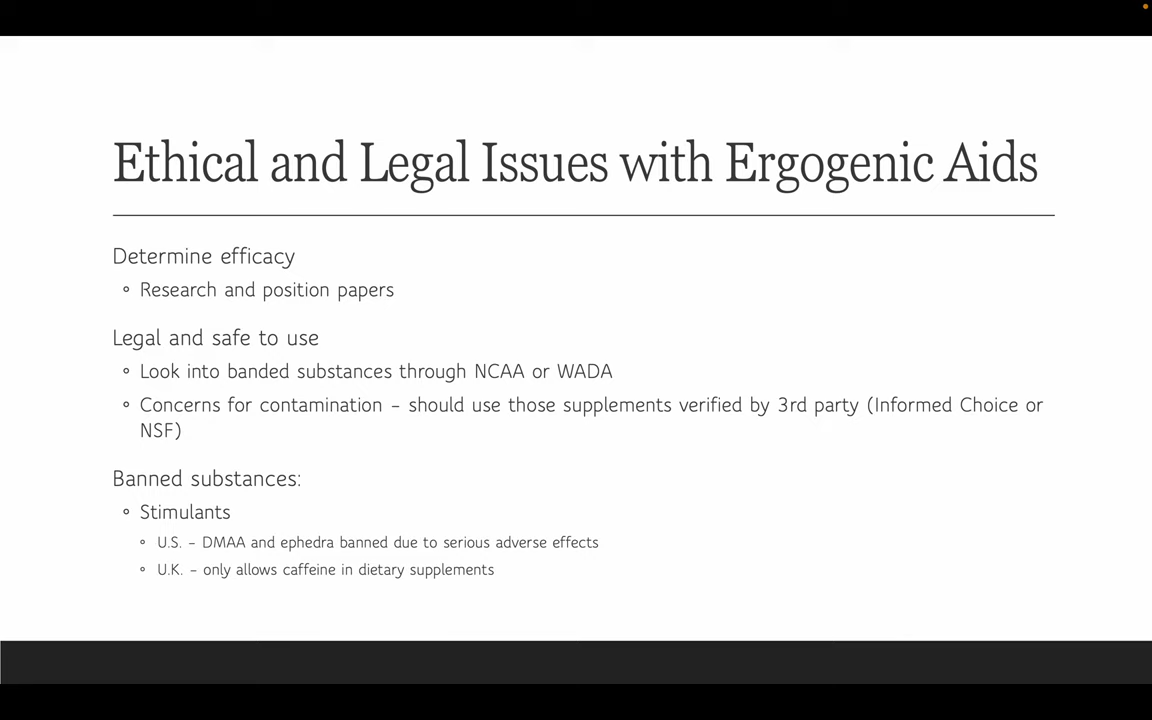 Ethical and Legal Issues with Ergogenic Aids
Determine efficacy
◦ Research and position papers
Legal and safe to use
◦ Look into banded substances through NCAA or WADA
◦ Concerns for contamination – should use those supplements verified by 3rd party (Informed Choice or
NSF)
Banned substances:
◦ Stimulants
◦ U.S. – DMAA and ephedra banned due to serious adverse effects
◦ U.K. – only allows caffeine in dietary supplements